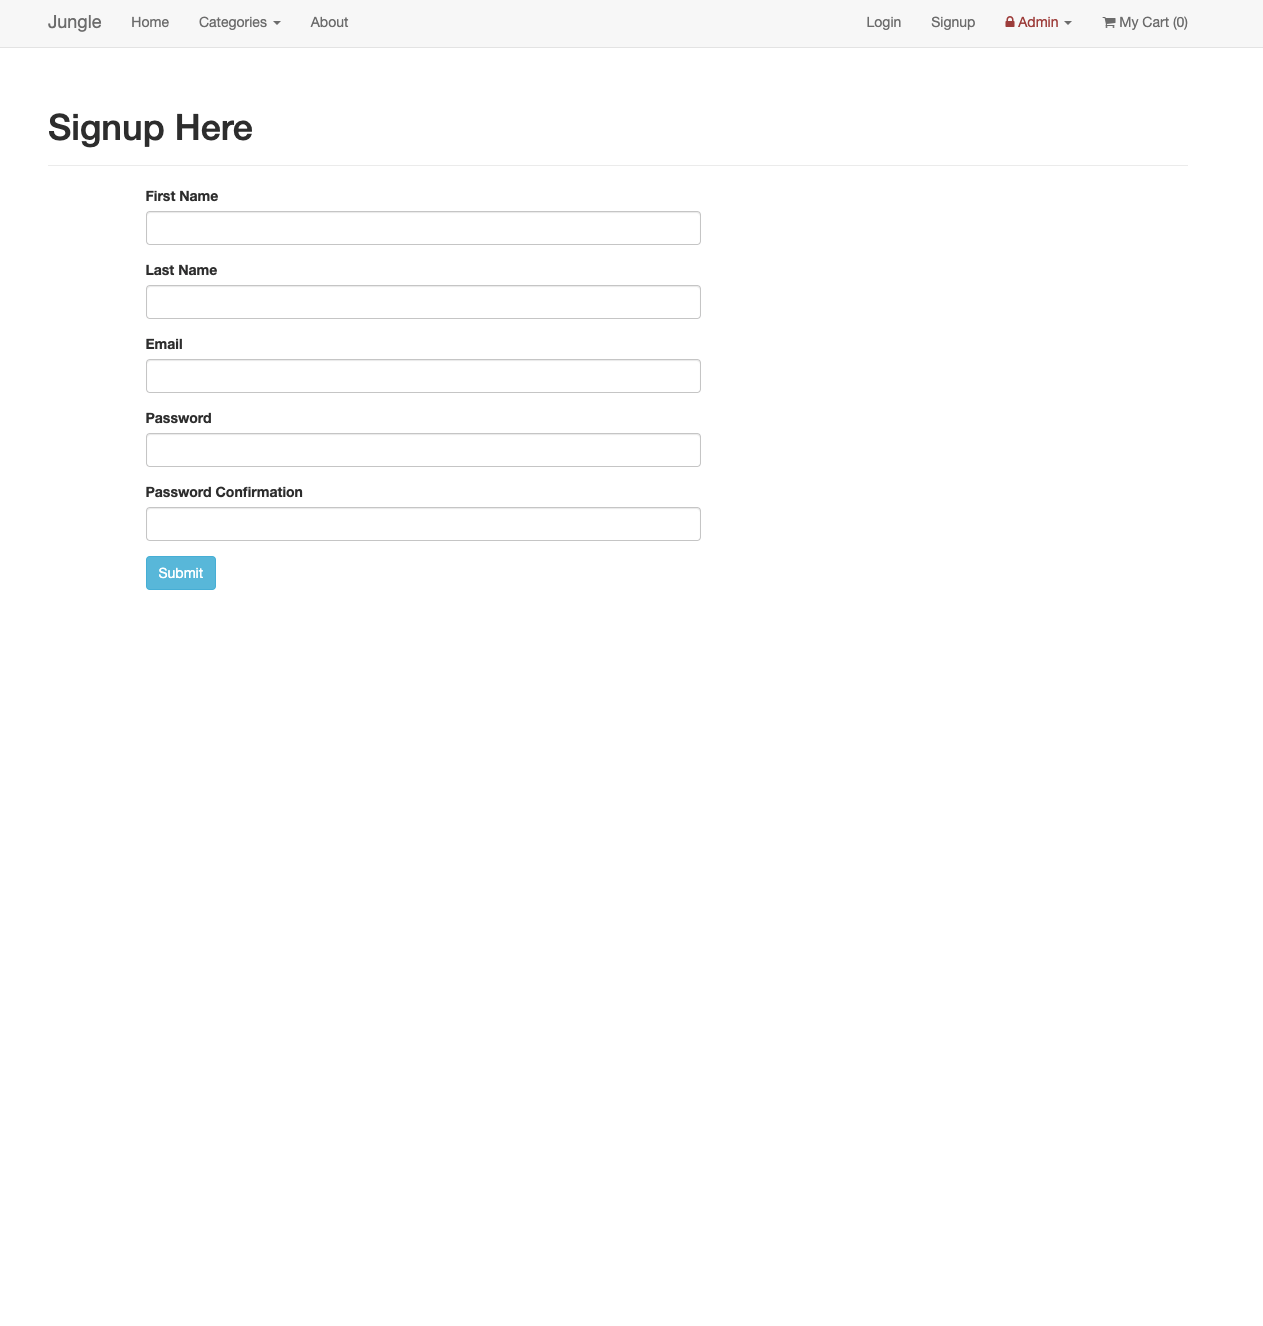 Jungle Home Categories About Login Signup Admin My Cart (0)
Signup Here
First Name
Last Name
Email
Password
Password Confirmation
Submit